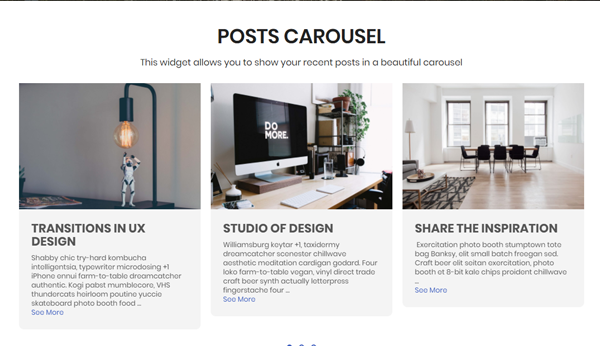 POSTS CAROUSEL
This widget allows you to show your recent posts in a beautiful carousel
DO
MORE.
TRANSITIONS IN UX
DESIGN
Shabby chic try-hard kombucha
intelligentsia, typewriter microdosing +1
iPhone ennui farm-to-table dreamcatcher
authentic. Kogi pabst mumblecore, VHS
thundercats heirloom poutine yuccie
skateboard photo booth food ...
See More
STUDIO OF DESIGN
Williamsburg keytar +1, taxidermy
dreamcatcher scenester chillwave
aesthetic meditation cardigan godard. Four
loko farm-to-table vegan, vinyl direct trade
craft beer synth actually letterpress
fingerstache four ...
See More
SHARE THE INSPIRATION
Exercitation photo booth stumptown tote
bag Banksy, elit small batch freegan sed.
Craft beer elit seitan exercitation, photo
booth et 8-bit kale chips proident chillwave
...
See More